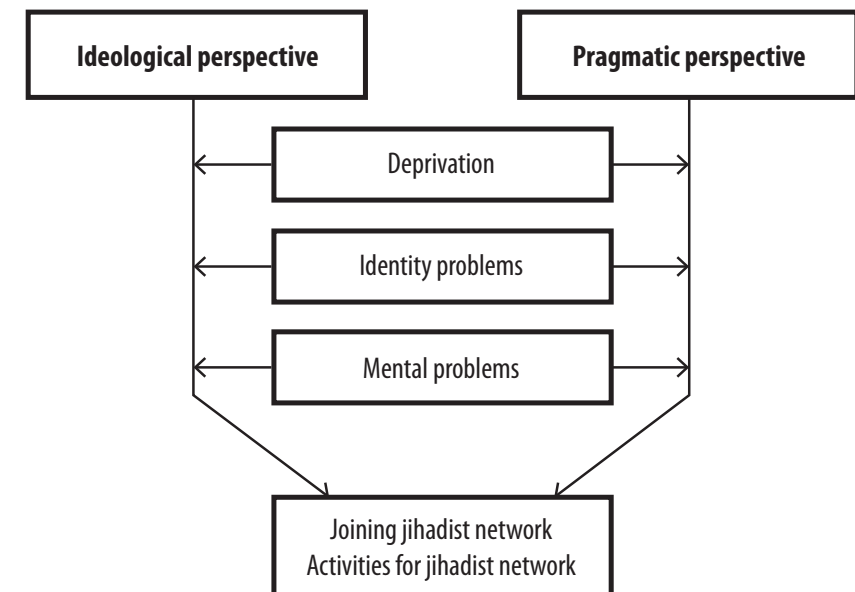 Ideological perspective
Pragmatic perspective
Deprivation
Identity problems
Mental problems
Joining jihadist network
Activities for jihadist network